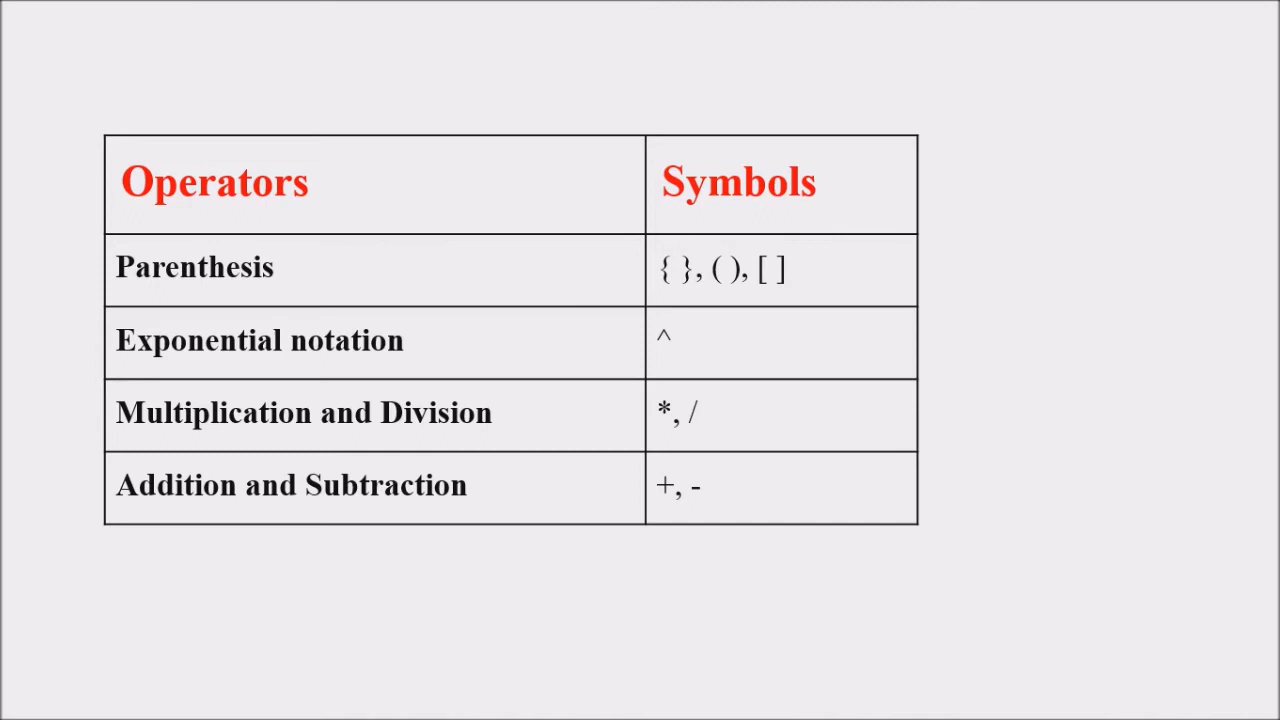 Operators Symbols
Parenthesis { }, ( ), [ ]
Exponential notation ^
Multiplication and Division *, /
Addition and Subtraction +, -